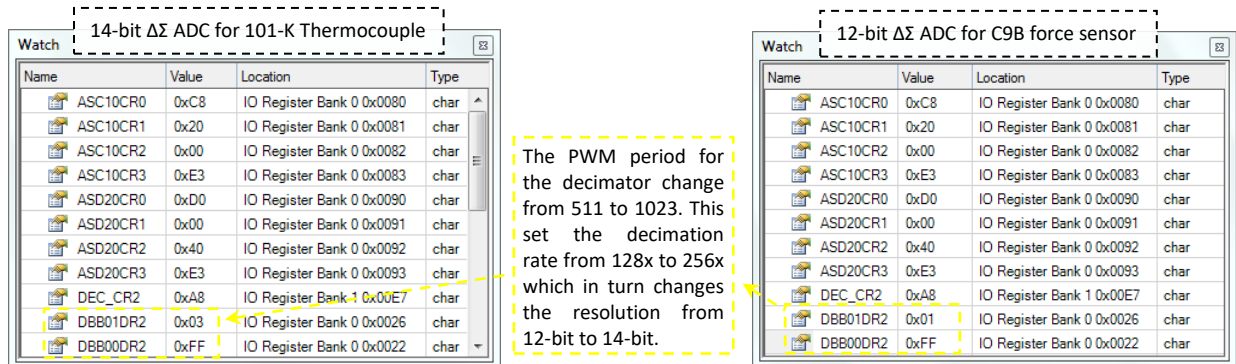 14-bit ΔΣ ADC for 101-K Thermocouple
Watch
Name Value Location Type
ASC10CR0 0xC8 IO Register Bank 0 0x0080 char
ASC10CR1 0x20 IO Register Bank 0 0x0081 char
ASC10CR2 0x00 IO Register Bank 0 0x0082 char
ASC10CR3 0xE3 IO Register Bank 0 0x0083 char
ASD20CR0 0xD0 IO Register Bank 0 0x0090 char
ASD20CR1 0x00 IO Register Bank 0 0x0091 char
ASD20CR2 0x40 IO Register Bank 0 0x0092 char
ASD20CR3 0xE3 IO Register Bank 0 0x0093 char
DEC_CR2 0xA8 IO Register Bank 1 0x00E7 char
DBB01DR2 0x03 IO Register Bank 0 0x0026 char
DBB00DR2 0xFF IO Register Bank 0 0x0022 char
The PWM period for
the decimator change
from 511 to 1023. This
set the decimation
rate from 128x to 256x
which in turn changes
the resolution from
12-bit to 14-bit.
12-bit ΔΣ ADC for C9B force sensor
Watch
Name Value Location Type
ASC10CR0 0xC8 IO Register Bank 0 0x0080 char
ASC10CR1 0x20 IO Register Bank 0 0x0081 char
ASC10CR2 0x00 IO Register Bank 0 0x0082 char
ASC10CR3 0xE3 IO Register Bank 0 0x0083 char
ASD20CR0 0xD0 IO Register Bank 0 0x0090 char
ASD20CR1 0x00 IO Register Bank 0 0x0091 char
ASD20CR2 0x40 IO Register Bank 0 0x0092 char
ASD20CR3 0xE3 IO Register Bank 0 0x0093 char
DEC_CR2 0xA8 IO Register Bank 1 0x00E7 char
DBB01DR2 0x01 IO Register Bank 0 0x0026 char
DBB00DR2 0xFF IO Register Bank 0 0x0022 char